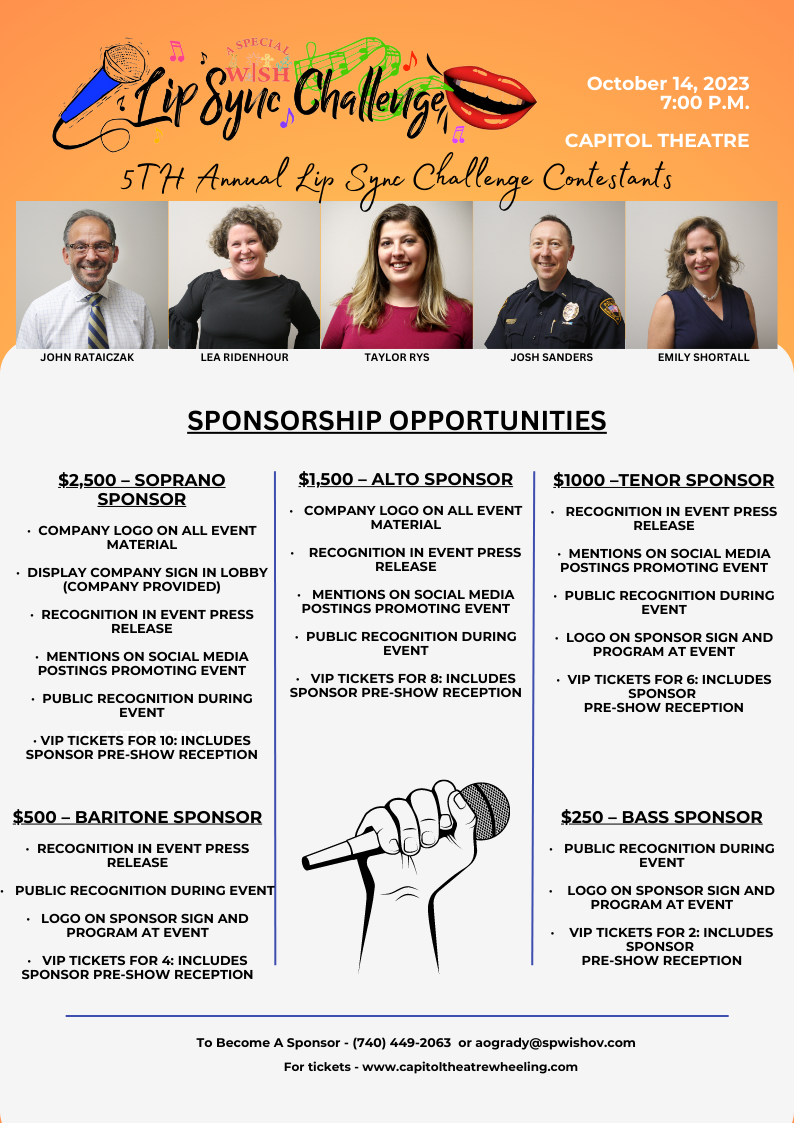 A SPECIAL
WISH
Lip Sync Challenge
October 14, 2023
7:00 P.M.
CAPITOL THEATRE
5TH Annual Lip Sync Challenge Contestants
JOHN RATAICZAK
LEA RIDENHOUR
TAYLOR RYS
JOSH SANDERS
EMILY SHORTALL
SPONSORSHIP OPPORTUNITIES
$2,500 – SOPRANO
SPONSOR
• COMPANY LOGO ON ALL EVENT
MATERIAL
• DISPLAY COMPANY SIGN IN LOBBY
(COMPANY PROVIDED)
• RECOGNITION IN EVENT PRESS
RELEASE
• MENTIONS ON SOCIAL MEDIA
POSTINGS PROMOTING EVENT
• PUBLIC RECOGNITION DURING
EVENT
• VIP TICKETS FOR 10: INCLUDES
SPONSOR PRE-SHOW RECEPTION
$1,500 – ALTO SPONSOR
• COMPANY LOGO ON ALL EVENT
MATERIAL
• RECOGNITION IN EVENT PRESS
RELEASE
• MENTIONS ON SOCIAL MEDIA
POSTINGS PROMOTING EVENT
• PUBLIC RECOGNITION DURING
EVENT
• VIP TICKETS FOR 8: INCLUDES
SPONSOR PRE-SHOW RECEPTION
$1000 –TENOR SPONSOR
• RECOGNITION IN EVENT PRESS
RELEASE
• MENTIONS ON SOCIAL MEDIA
POSTINGS PROMOTING EVENT
• PUBLIC RECOGNITION DURING
EVENT
• LOGO ON SPONSOR SIGN AND
PROGRAM AT EVENT
• VIP TICKETS FOR 6: INCLUDES
SPONSOR
PRE-SHOW RECEPTION
$500 – BARITONE SPONSOR
• RECOGNITION IN EVENT PRESS
RELEASE
• PUBLIC RECOGNITION DURING EVENT
• LOGO ON SPONSOR SIGN AND
PROGRAM AT EVENT
• VIP TICKETS FOR 4: INCLUDES
SPONSOR PRE-SHOW RECEPTION
$250 – BASS SPONSOR
• PUBLIC RECOGNITION DURING
EVENT
• LOGO ON SPONSOR SIGN AND
PROGRAM AT EVENT
• VIP TICKETS FOR 2: INCLUDES
SPONSOR
PRE-SHOW RECEPTION
To Become A Sponsor - (740) 449-2063 or aogrady@spwishov.com
For tickets - www.capitoltheatrewheeling.com